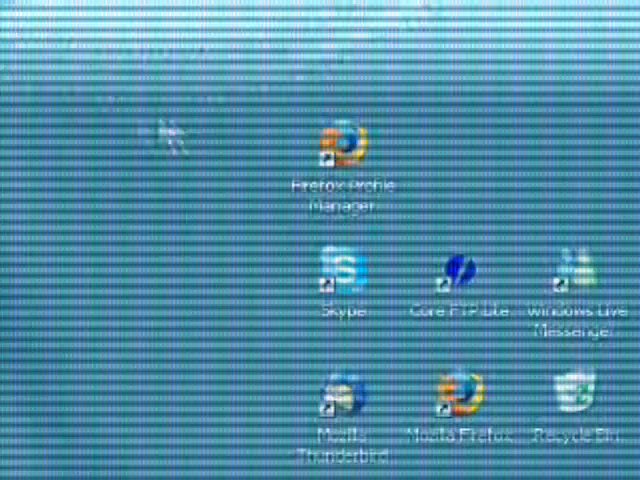 Firefox Profile
Manager
Skype
Core FTP Lite
Windows Live
Messenger
Mozilla
Thunderbird
Mozilla Firefox
Recycle Bin